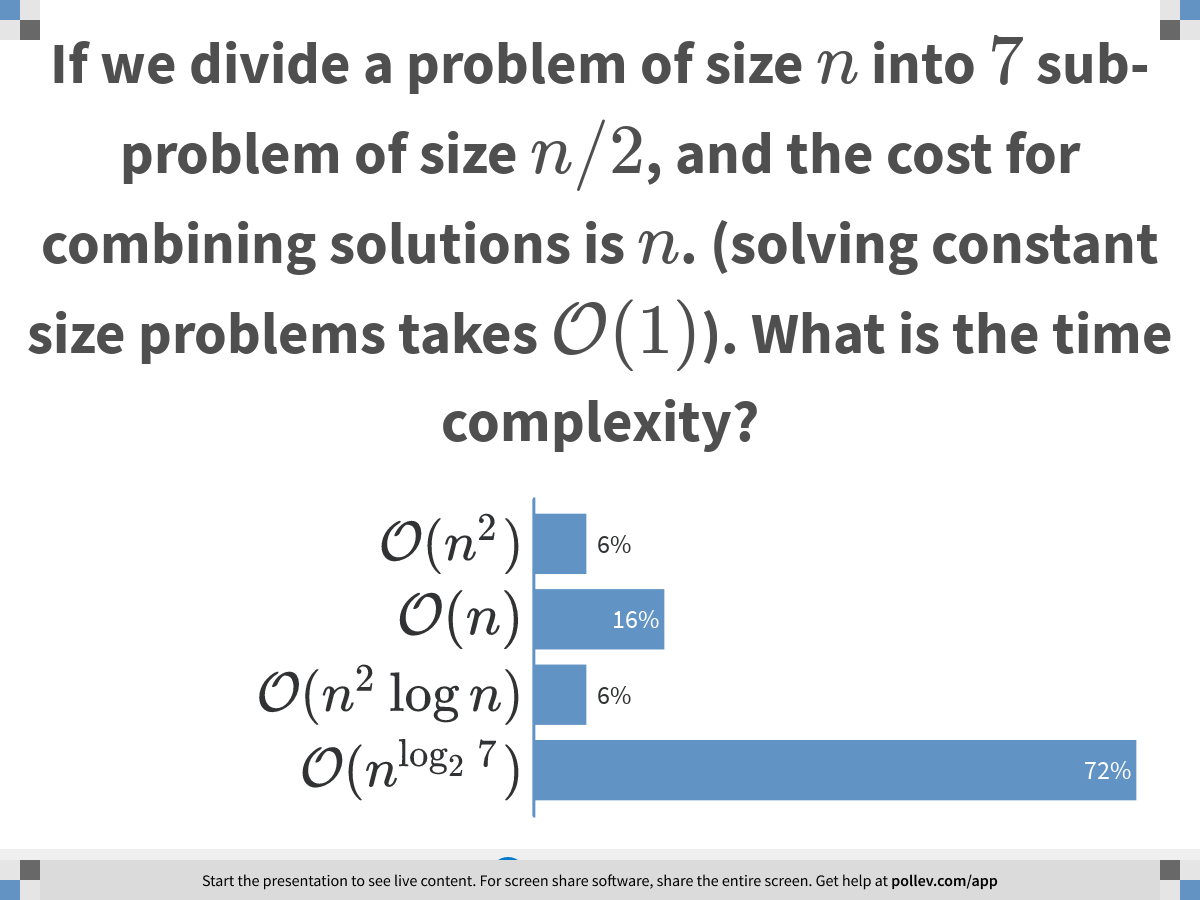 If we divide a problem of size n into 7 sub-
problem of size n/2, and the cost for
combining solutions is n. (solving constant
size problems takes 𝒪(1)). What is the time
complexity?
𝒪(n²) 6%
𝒪(n) 16%
𝒪(n² log n) 6%
𝒪(n^{log₂ 7}) 72%
Start the presentation to see live content. For screen share software, share the entire screen. Get help at pollev.com/app